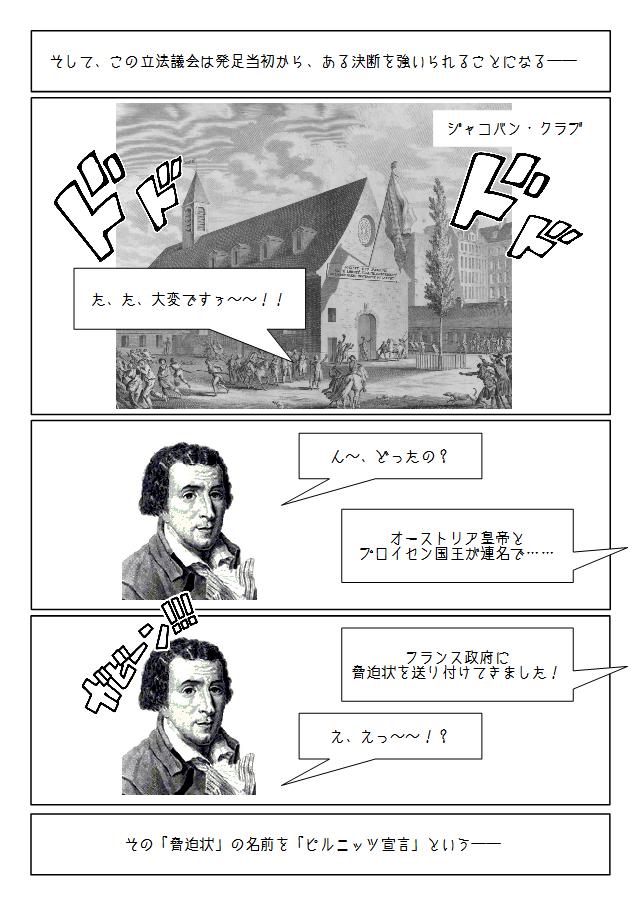 そして、この立法議会は発足当初から、ある決断を強いられることになる――
ジャコバン・クラブ
ドド
ドド
た、た、大変ですぅ～～！！
ん～、どったの？
オーストリア皇帝と
プロイセン国王が連名で……
ガビーン!!!
フランス政府に
脅迫状を送り付けてきました！
え、えっ～～！？
その「脅迫状」の名前を「ピルニッツ宣言」という――